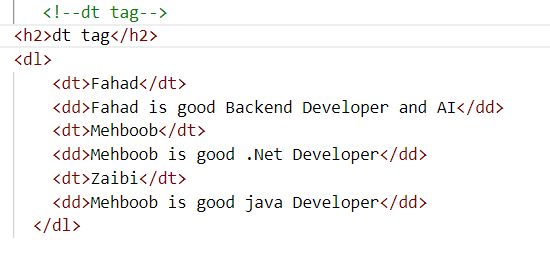 <!--dt tag-->
<h2>dt tag</h2>
<dl>
<dt>Fahad</dt>
<dd>Fahad is good Backend Developer and AI</dd>
<dt>Mehboob</dt>
<dd>Mehboob is good .Net Developer</dd>
<dt>Zaibi</dt>
<dd>Mehboob is good java Developer</dd>
</dl>